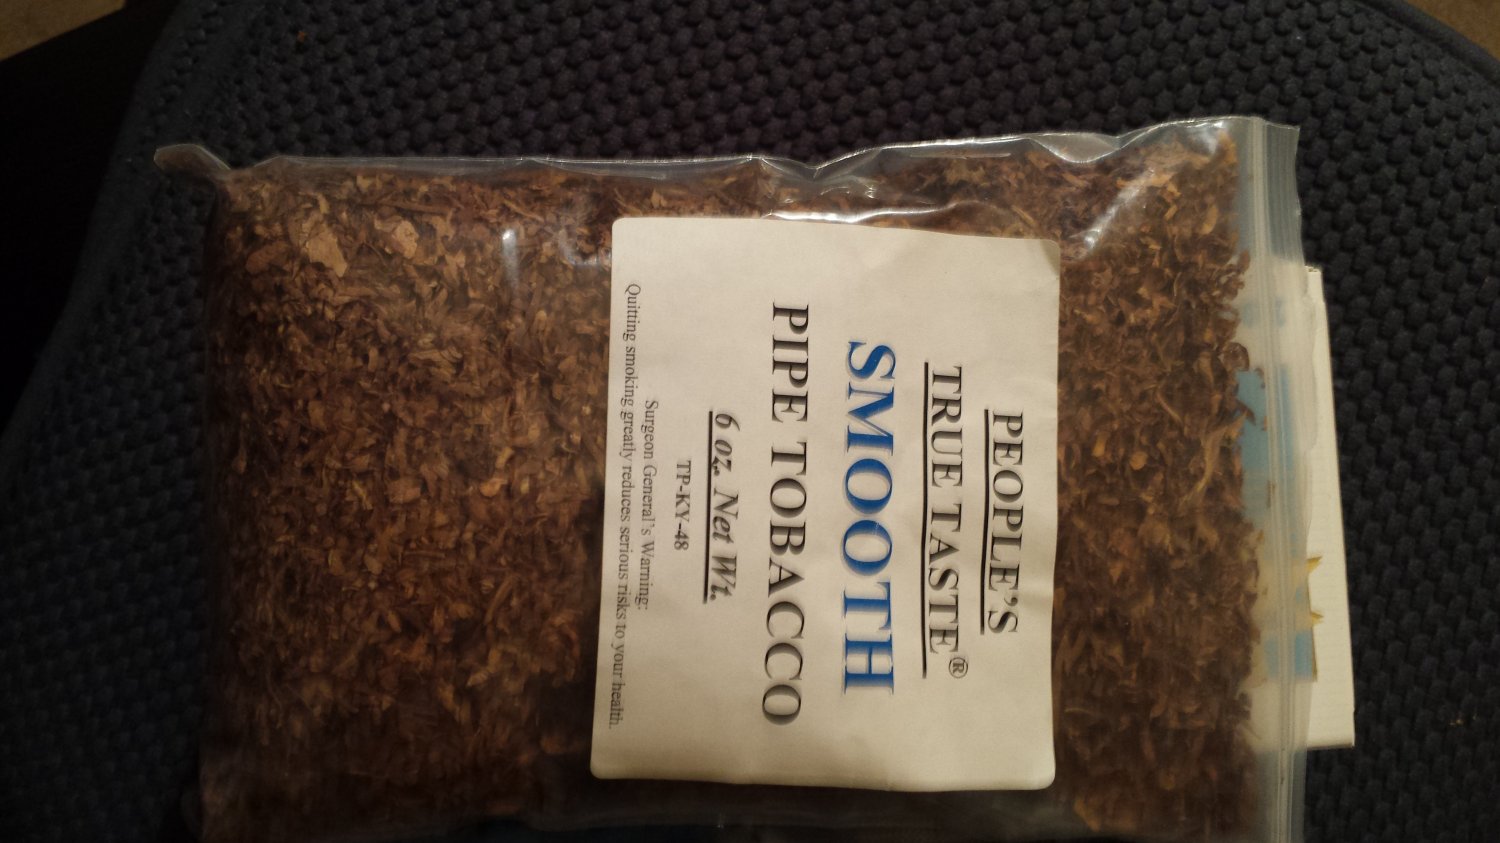 PEOPLE'S
TRUE TASTE®
SMOOTH
PIPE TOBACCO
6 oz. Net Wt.
TP-KY-48
Surgeon General's Warning:
Quitting smoking greatly reduces serious risks to your health.